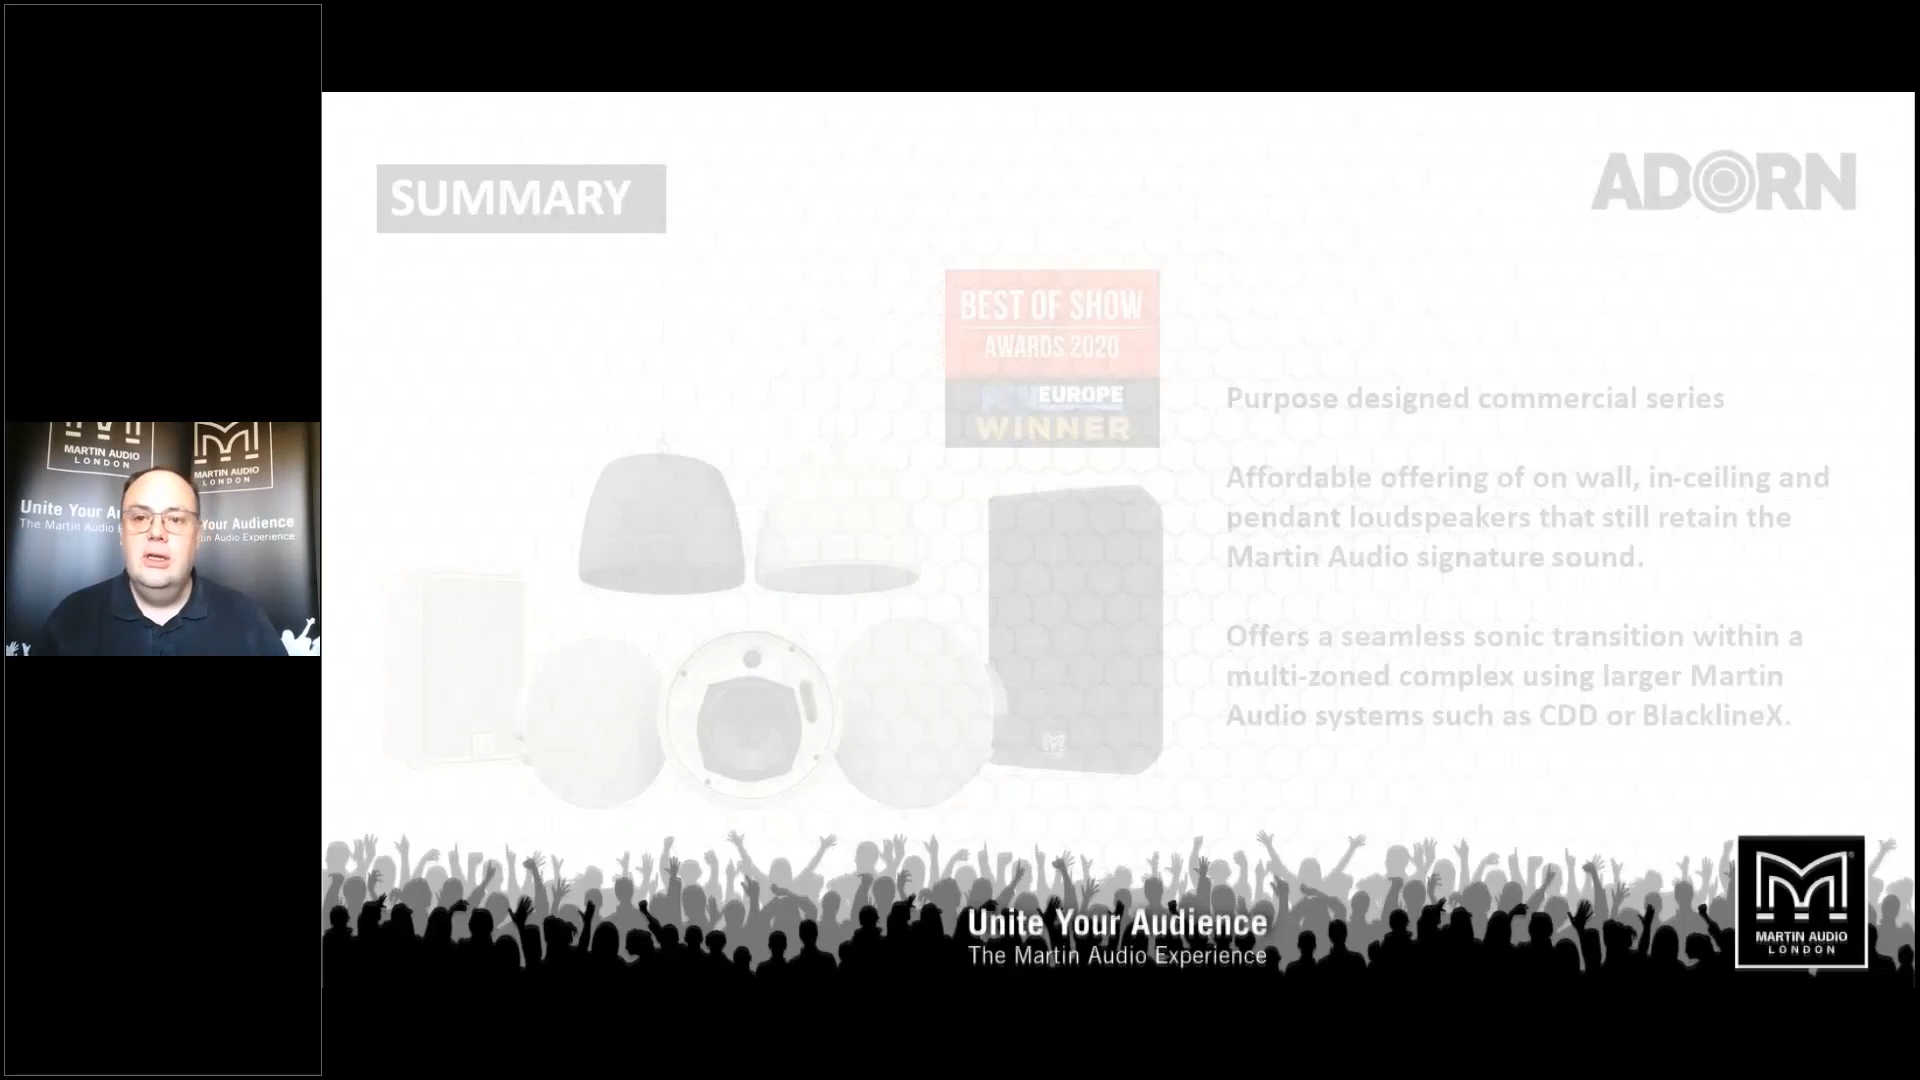 SUMMARY
ADORN
BEST OF SHOW
AWARDS 2020
EUROPE
WINNER
Purpose designed commercial series
Affordable offering of on wall, in-ceiling and
pendant loudspeakers that still retain the
Martin Audio signature sound.
Offers a seamless sonic transition within a
multi-zoned complex using larger Martin
Audio systems such as CDD or BlacklineX.
MARTIN AUDIO
LONDON
MARTIN AUDIO
LONDON
Unite Your
The Martin Audio
Your Audience
Audio Experience
Unite Your Audience
The Martin Audio Experience
MARTIN AUDIO
LONDON